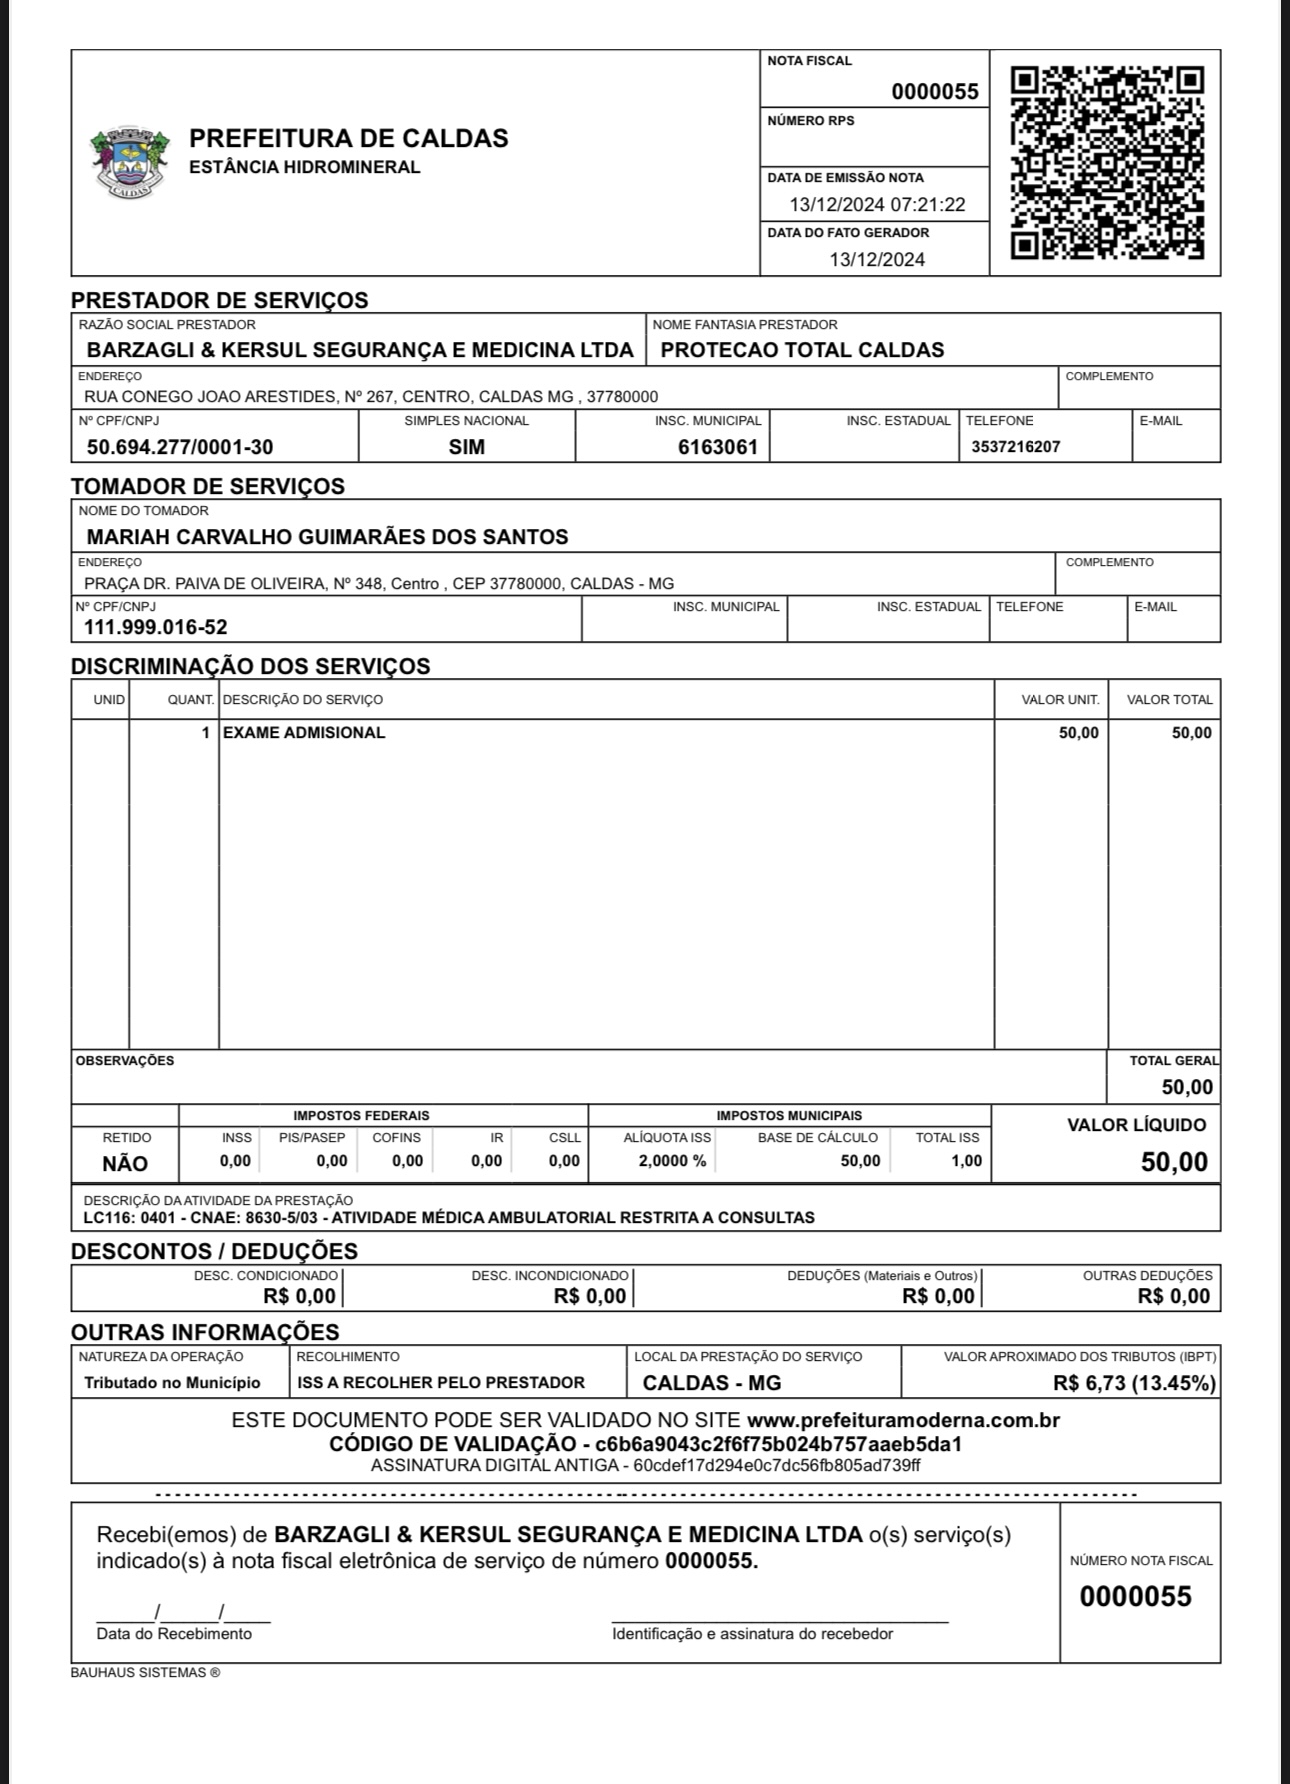 NOTA FISCAL
0000055
NÚMERO RPS
PREFEITURA DE CALDAS
ESTÂNCIA HIDROMINERAL
CALDAS
DATA DE EMISSÃO NOTA
13/12/2024 07:21:22
DATA DO FATO GERADOR
13/12/2024
PRESTADOR DE SERVIÇOS
RAZÃO SOCIAL PRESTADOR NOME FANTASIA PRESTADOR
BARZAGLI & KERSUL SEGURANÇA E MEDICINA LTDA PROTECAO TOTAL CALDAS
ENDEREÇO COMPLEMENTO
RUA CONEGO JOAO ARESTIDES, Nº 267, CENTRO, CALDAS MG , 37780000
Nº CPF/CNPJ SIMPLES NACIONAL INSC. MUNICIPAL INSC. ESTADUAL TELEFONE E-MAIL
50.694.277/0001-30 SIM 6163061 3537216207
TOMADOR DE SERVIÇOS
NOME DO TOMADOR
MARIAH CARVALHO GUIMARÃES DOS SANTOS
ENDEREÇO COMPLEMENTO
PRAÇA DR. PAIVA DE OLIVEIRA, Nº 348, Centro , CEP 37780000, CALDAS - MG
Nº CPF/CNPJ INSC. MUNICIPAL INSC. ESTADUAL TELEFONE E-MAIL
111.999.016-52
DISCRIMINAÇÃO DOS SERVIÇOS
UNID QUANT. DESCRIÇÃO DO SERVIÇO VALOR UNIT. VALOR TOTAL
1 EXAME ADMISIONAL 50,00 50,00
OBSERVAÇÕES TOTAL GERAL
50,00
IMPOSTOS FEDERAIS IMPOSTOS MUNICIPAIS VALOR LÍQUIDO
RETIDO INSS PIS/PASEP COFINS IR CSLL ALÍQUOTA ISS BASE DE CÁLCULO TOTAL ISS
NÃO 0,00 0,00 0,00 0,00 0,00 2,0000 % 50,00 1,00 50,00
DESCRIÇÃO DA ATIVIDADE DA PRESTAÇÃO
LC116: 0401 - CNAE: 8630-5/03 - ATIVIDADE MÉDICA AMBULATORIAL RESTRITA A CONSULTAS
DESCONTOS / DEDUÇÕES
DESC. CONDICIONADO DESC. INCONDICIONADO DEDUÇÕES (Materiais e Outros) OUTRAS DEDUÇÕES
R$ 0,00 R$ 0,00 R$ 0,00 R$ 0,00
OUTRAS INFORMAÇÕES
NATUREZA DA OPERAÇÃO RECOLHIMENTO LOCAL DA PRESTAÇÃO DO SERVIÇO VALOR APROXIMADO DOS TRIBUTOS (IBPT)
Tributado no Município ISS A RECOLHER PELO PRESTADOR CALDAS - MG R$ 6,73 (13.45%)
ESTE DOCUMENTO PODE SER VALIDADO NO SITE www.prefeituramoderna.com.br
CÓDIGO DE VALIDAÇÃO - c6b6a9043c2f6f75b024b757aaeb5da1
ASSINATURA DIGITAL ANTIGA - 60cdef17d294e0c7dc56fb805ad739ff
Recebi(emos) de BARZAGLI & KERSUL SEGURANÇA E MEDICINA LTDA o(s) serviço(s)
indicado(s) à nota fiscal eletrônica de serviço de número 0000055.
NÚMERO NOTA FISCAL
0000055
_____/_____/____
Data do Recebimento Identificação e assinatura do recebedor
BAUHAUS SISTEMAS ®